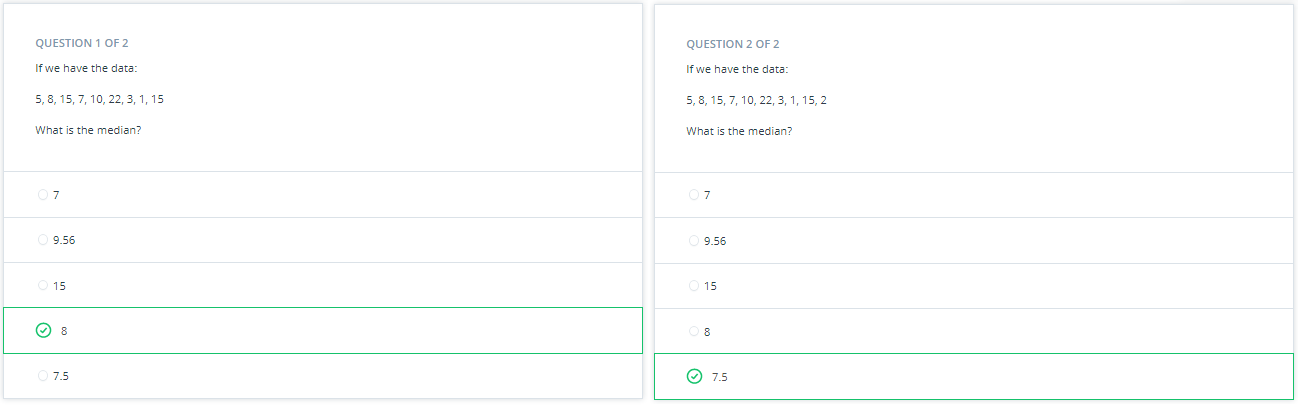 QUESTION 1 OF 2
If we have the data:
5, 8, 15, 7, 10, 22, 3, 1, 15
What is the median?
7
9.56
15
8
7.5
QUESTION 2 OF 2
If we have the data:
5, 8, 15, 7, 10, 22, 3, 1, 15, 2
What is the median?
7
9.56
15
8
7.5